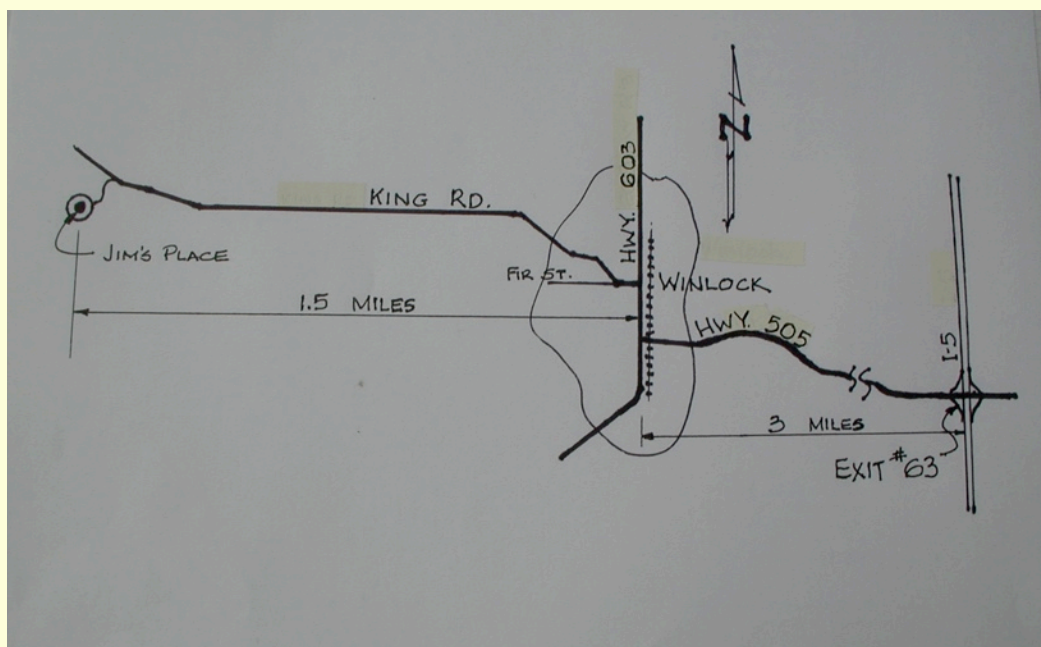 HWY. 603
N
KING RD.
JIM'S PLACE
FIR ST.
WINLOCK
1.5 MILES
HWY. 505
I-5
3 MILES
EXIT #63